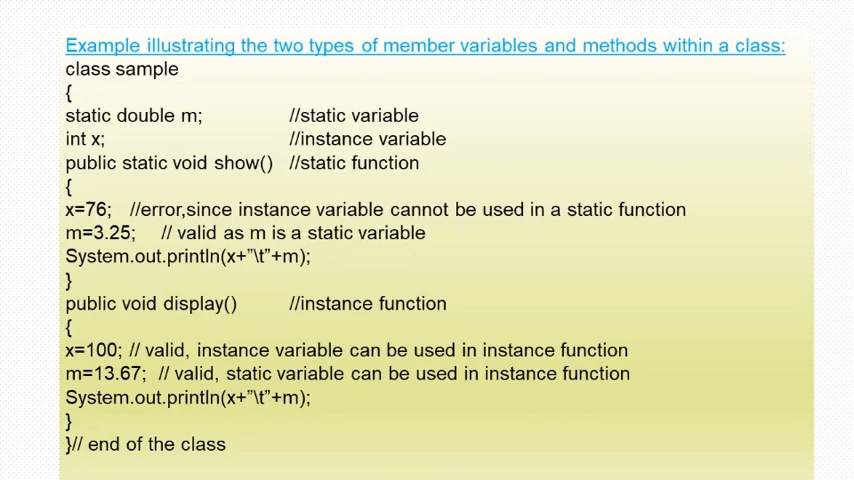 Example illustrating the two types of member variables and methods within a class:
class sample
{
static double m; //static variable
int x; //instance variable
public static void show() //static function
{
x=76; //error,since instance variable cannot be used in a static function
m=3.25; // valid as m is a static variable
System.out.println(x+”\t”+m);
}
public void display() //instance function
{
x=100; // valid, instance variable can be used in instance function
m=13.67; // valid, static variable can be used in instance function
System.out.println(x+”\t”+m);
}
}// end of the class